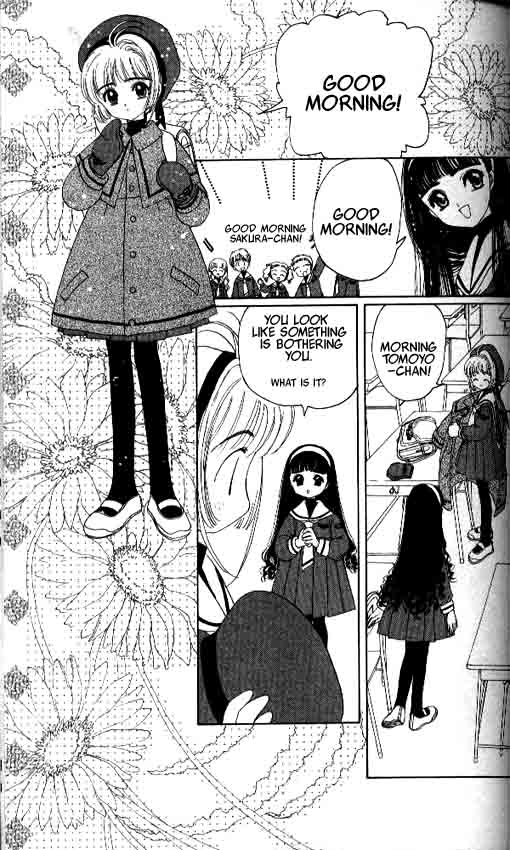 GOOD
MORNING!
GOOD
MORNING!
GOOD MORNING
SAKURA-CHAN!
MORNING
TOMOYO
-CHAN!
YOU LOOK
LIKE SOMETHING
IS BOTHERING
YOU.
WHAT IS IT?